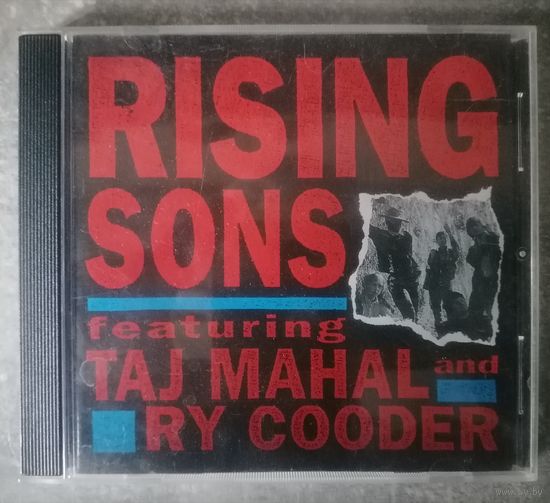 RISING
SONS
featuring
TAJ MAHAL and
RY COODER